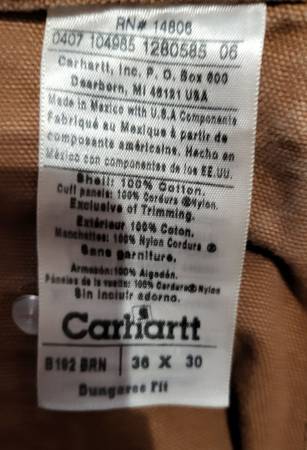 RN# 14806
0407 104985 1280585 06
Carhartt, Inc. P. O. Box 600
Dearborn, MI 48121 USA
Made in Mexico with U.S.A Components
Fabriqué au Mexique à partir de
composants américains. Hecho en
México con componentes de los EE.UU.
Shell: 100% Cotton.
Cuff panels: 100% Cordura ® Nylon.
Exclusive of Trimming.
Extérieur 100% Coton.
Manchettes: 100% Nylon Cordura ®
Sans garniture.
Armazón: 100% Algodón.
Páneles de la vuelta: 100% Cordura® Nylon
Sin incluir adorno.
Carhartt
B192 BRN 36 X 30
Dungaree Fit